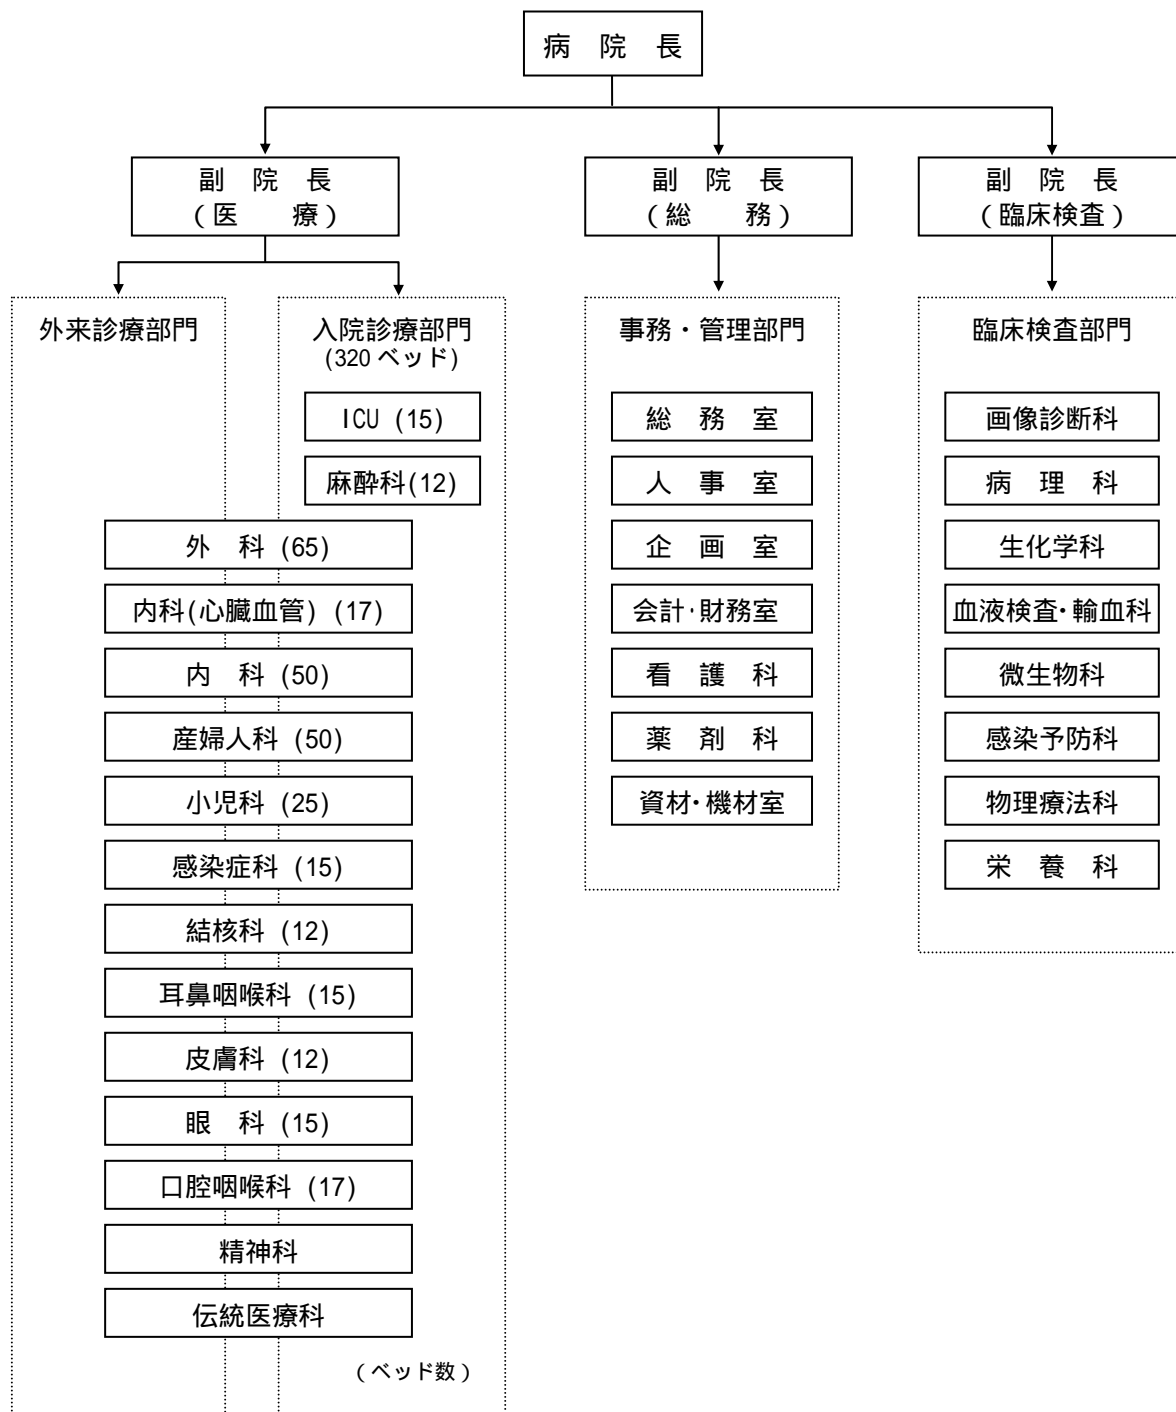 病 院 長
副 院 長
(医 療)
副 院 長
(総 務)
副 院 長
(臨床検査)
外来診療部門
入院診療部門
(320 ベッド)
ICU (15)
麻酔科(12)
外 科 (65)
内科(心臓血管) (17)
内 科 (50)
産婦人科 (50)
小児科 (25)
感染症科 (15)
結核科 (12)
耳鼻咽喉科 (15)
皮膚科 (12)
眼 科 (15)
口腔咽喉科 (17)
精神科
伝統医療科
(ベッド数)
事務・管理部門
総 務 室
人 事 室
企 画 室
会計・財務室
看 護 科
薬 剤 科
資材・機材室
臨床検査部門
画像診断科
病 理 科
生化学科
血液検査・輸血科
微生物科
感染予防科
物理療法科
栄 養 科